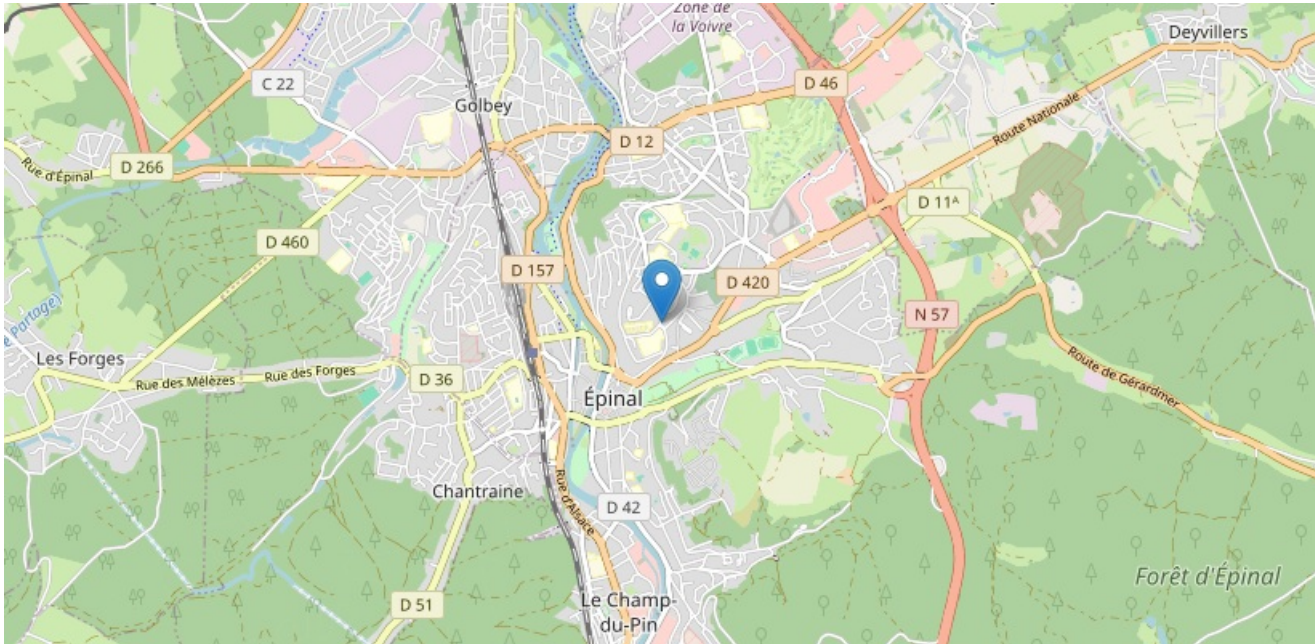 Zone de
la Voivre
Deyvillers
C 22
D 46
Golbey
Route Nationale
D 12
Rue d'Épinal
D 266
D 11ᴬ
D 460
D 157
D 420
N 57
Partage)
Les Forges
Rue des Mélèzes
Rue des Forges
D 36
Route de Gérardmer
Épinal
Chantraine
Rue d'Alsace
D 42
Forêt d'Épinal
D 51
Le Champ-
du-Pin